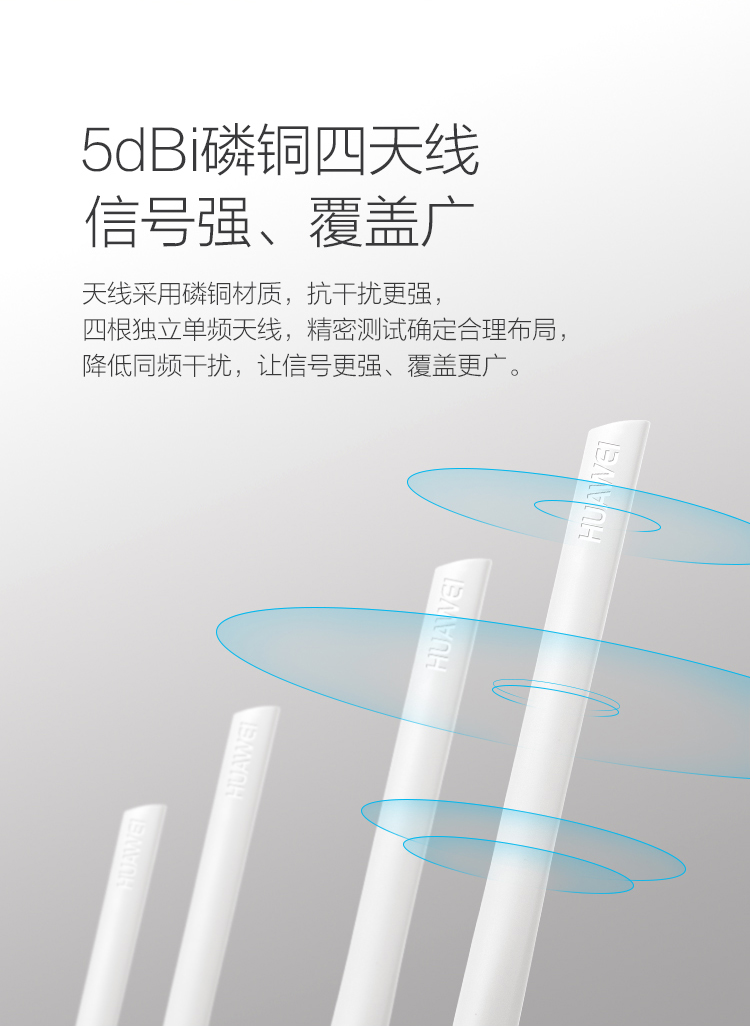 5dBi磷铜四天线
信号强、覆盖广
天线采用磷铜材质，抗干扰更强，
四根独立单频天线，精密测试确定合理布局，
降低同频干扰，让信号更强、覆盖更广。
HUAWEI
HUAWEI
HUAWEI
HUAWEI